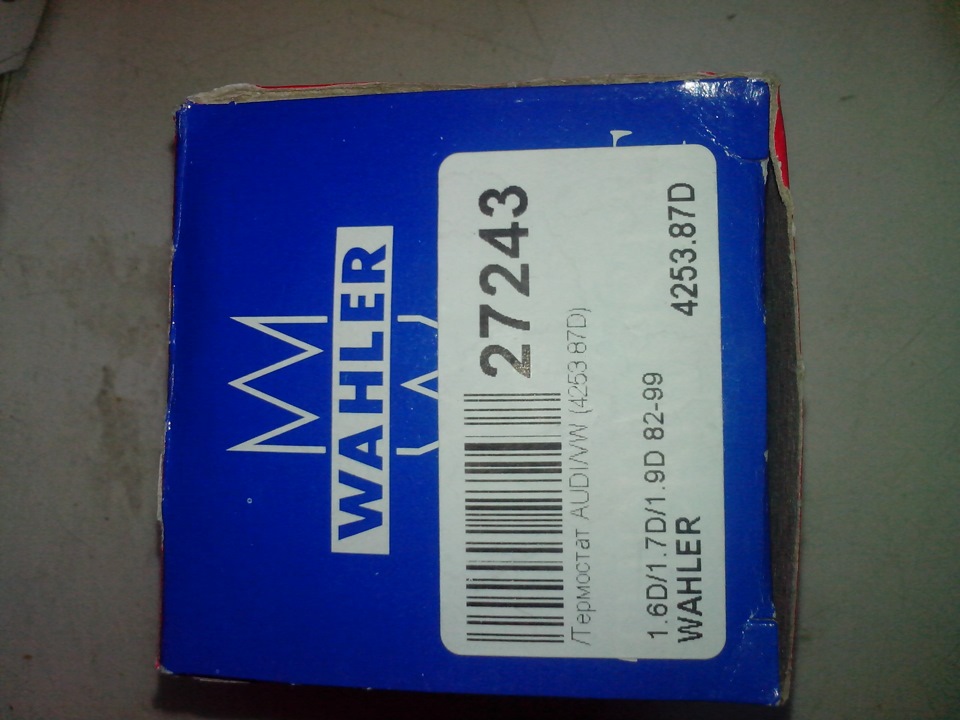 WAHLER
27243
/Термостат AUDI/VW (4253 87D)
1.6D/1.7D/1.9D 82-99
WAHLER 4253.87D